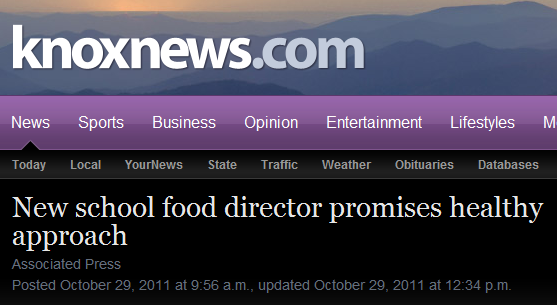 knoxnews.com
News Sports Business Opinion Entertainment Lifestyles
Today Local YourNews State Traffic Weather Obituaries Databases
New school food director promises healthy
approach
Associated Press
Posted October 29, 2011 at 9:56 a.m., updated October 29, 2011 at 12:34 p.m.